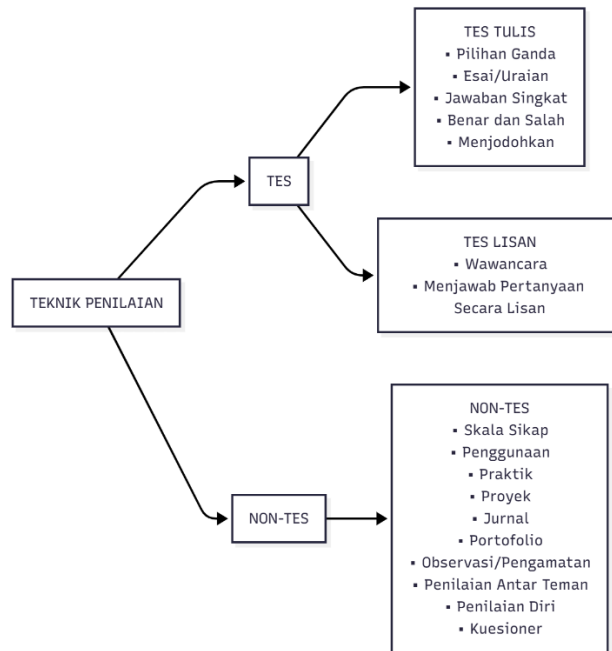 TES TULIS
▪ Pilihan Ganda
▪ Esai/Uraian
▪ Jawaban Singkat
▪ Benar dan Salah
▪ Menjodohkan
TES
TES LISAN
▪ Wawancara
▪ Menjawab Pertanyaan
Secara Lisan
TEKNIK PENILAIAN
NON-TES
NON-TES
▪ Skala Sikap
▪ Penggunaan
▪ Praktik
▪ Proyek
▪ Jurnal
▪ Portofolio
▪ Observasi/Pengamatan
▪ Penilaian Antar Teman
▪ Penilaian Diri
▪ Kuesioner